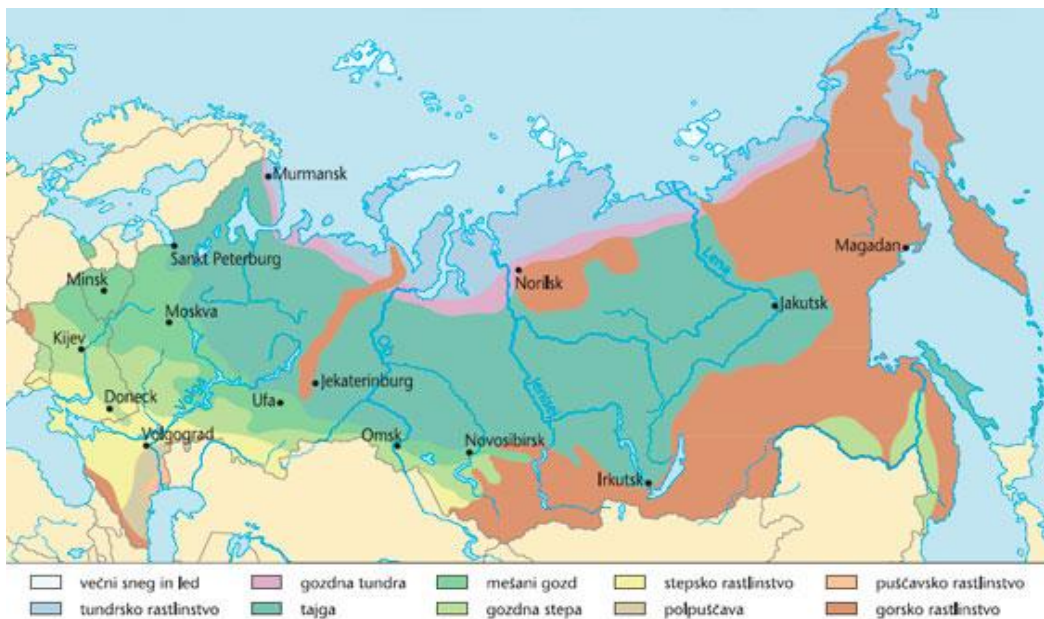 Murmansk
Sankt Peterburg
Minsk
Moskva
Kijev
Doneck
Volga
Ufa
Jekaterinburg
Volgograd
Omsk
Novosibirsk
Ob
Jenisej
Norilsk
Lena
Jakutsk
Magadan
Irkutsk
večni sneg in led
gozdna tundra
mešani gozd
stepsko rastlinstvo
puščavsko rastlinstvo
tundrsko rastlinstvo
tajga
gozdna stepa
polpuščava
gorsko rastlinstvo